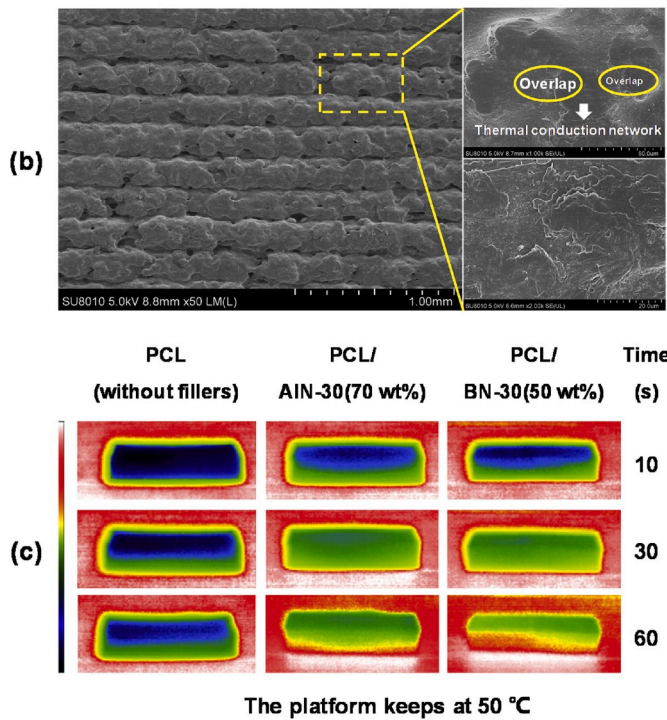 (b)
SU8010 5.0kV 8.8mm x50 LM(L)
1.00mm
Overlap
Overlap
Thermal conduction network
SU8010 5.0kV 8.7mm x1.00k SE(UL)
50.0um
SU8010 5.0kV 8.6mm x2.00k SE(UL)
20.0um
PCL
(without fillers)
PCL/
AlN-30(70 wt%)
PCL/
BN-30(50 wt%)
Time
(s)
(c)
10
30
60
The platform keeps at 50 ℃